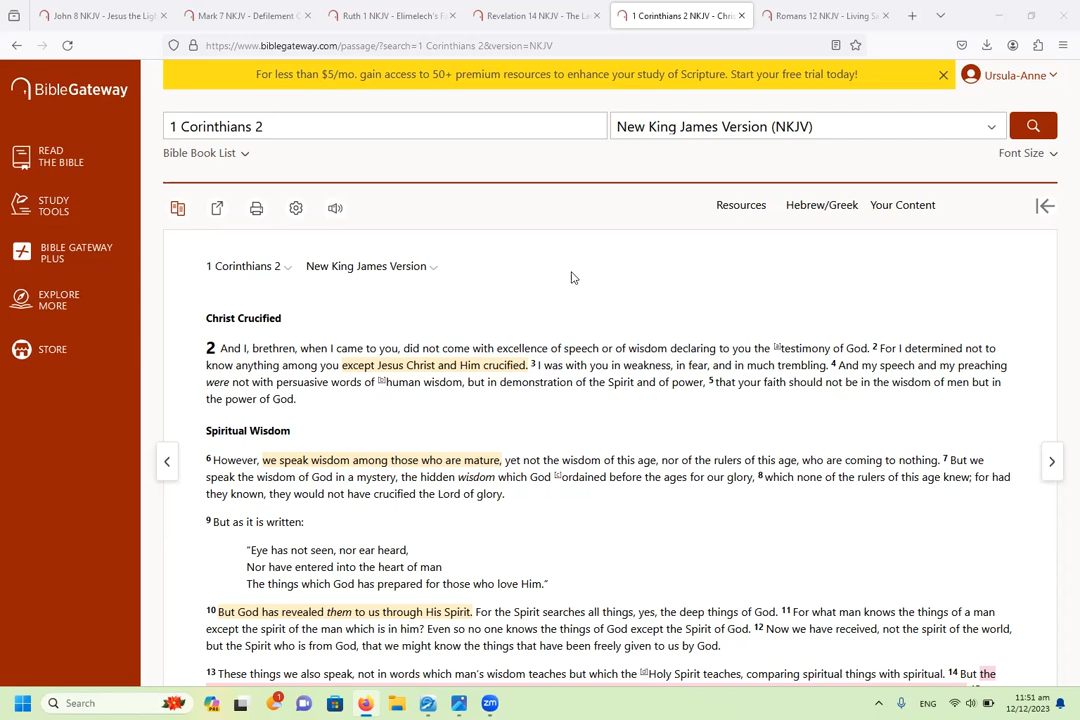 John 8 NKJV - Jesus the Lig
Mark 7 NKJV - Defilement C
Ruth 1 NKJV - Elimelech's F
Revelation 14 NKJV - The La
1 Corinthians 2 NKJV - Chri
Romans 12 NKJV - Living Sa
https://www.biblegateway.com/passage/?search=1 Corinthians 2&version=NKJV
For less than $5/mo. gain access to 50+ premium resources to enhance your study of Scripture. Start your free trial today!
Ursula-Anne
BibleGateway
1 Corinthians 2
New King James Version (NKJV)
Bible Book List
Font Size
READ
THE BIBLE
STUDY
TOOLS
BIBLE GATEWAY
PLUS
EXPLORE
MORE
STORE
Resources
Hebrew/Greek
Your Content
1 Corinthians 2
New King James Version
Christ Crucified
2 And I, brethren, when I came to you, did not come with excellence of speech or of wisdom declaring to you the [a]testimony of God. 2 For I determined not to
know anything among you except Jesus Christ and Him crucified. 3 I was with you in weakness, in fear, and in much trembling. 4 And my speech and my preaching
were not with persuasive words of [b]human wisdom, but in demonstration of the Spirit and of power, 5 that your faith should not be in the wisdom of men but in
the power of God.
Spiritual Wisdom
6 However, we speak wisdom among those who are mature, yet not the wisdom of this age, nor of the rulers of this age, who are coming to nothing. 7 But we
speak the wisdom of God in a mystery, the hidden wisdom which God [c]ordained before the ages for our glory, 8 which none of the rulers of this age knew; for had
they known, they would not have crucified the Lord of glory.
9 But as it is written:
“Eye has not seen, nor ear heard,
Nor have entered into the heart of man
The things which God has prepared for those who love Him.”
10 But God has revealed them to us through His Spirit. For the Spirit searches all things, yes, the deep things of God. 11 For what man knows the things of a man
except the spirit of the man which is in him? Even so no one knows the things of God except the Spirit of God. 12 Now we have received, not the spirit of the world,
but the Spirit who is from God, that we might know the things that have been freely given to us by God.
13 These things we also speak, not in words which man's wisdom teaches but which the [d]Holy Spirit teaches, comparing spiritual things with spiritual. 14 But the
Search
PRE
1
zm
ENG
11:51 am
12/12/2023